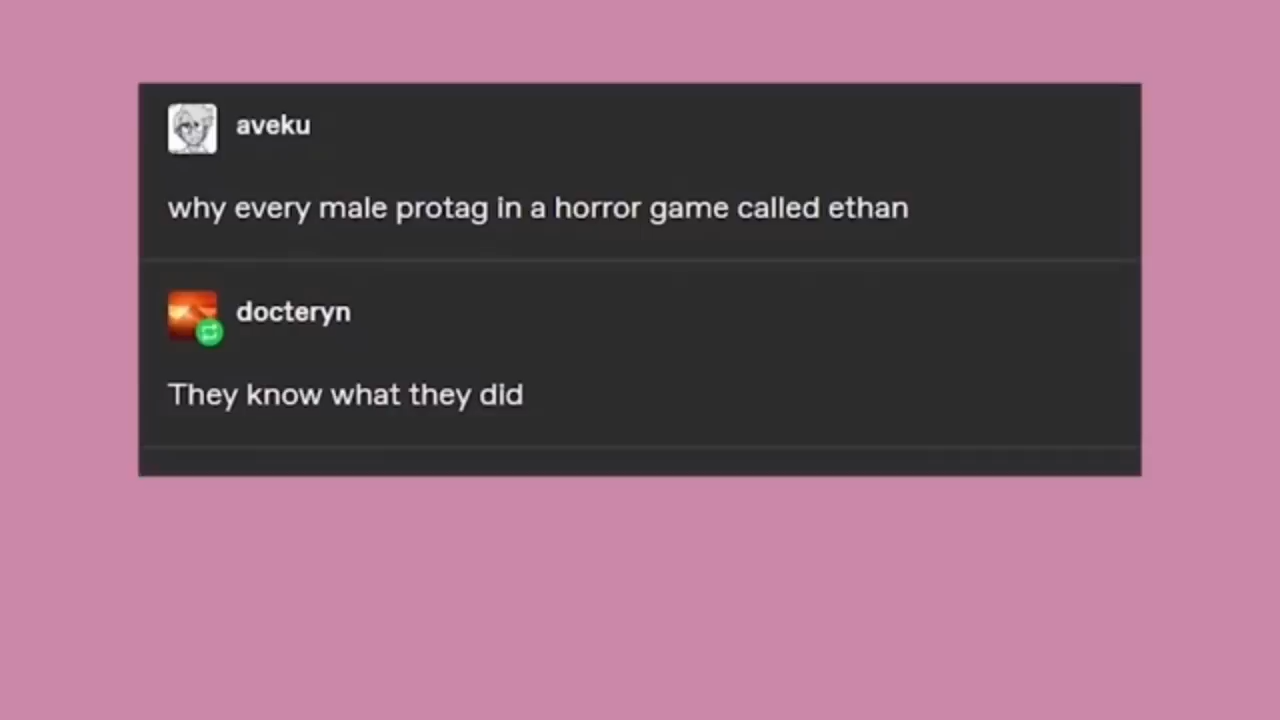 aveku
why every male protag in a horror game called ethan
docteryn
They know what they did